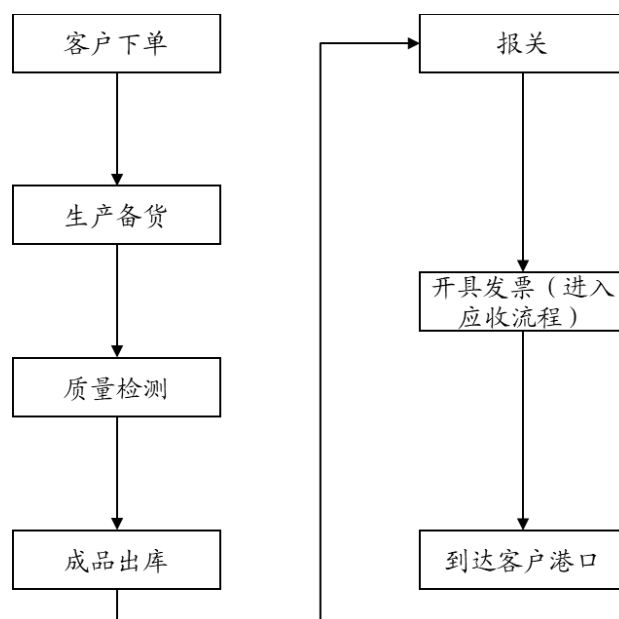 客户下单
生产备货
质量检测
成品出库
报关
开具发票（进入
应收流程）
到达客户港口